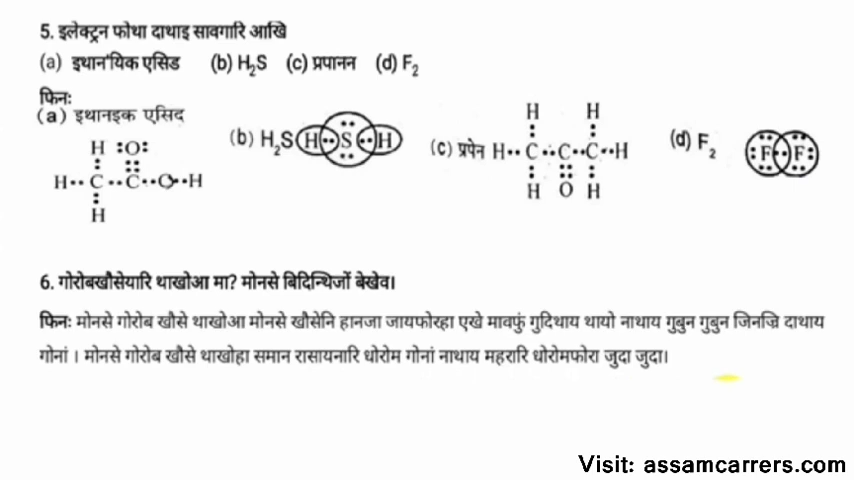 5. इलेक्ट्रन फोथा दाथाइ सावगारि आखि
(a) इथान'यिक एसिड (b) H₂S (c) प्रपानन (d) F₂
फिनः
(a) इथानइक एसिद
H :O:
H •• C •• C •• O •• H
H
(b) H₂S H •• S •• H
(c) प्रपेन
H H
H •• C •• C •• C •• H
H O H
(d) F₂ F •• F
6. गोरोबखौसेयारि थाखोआ मा? मोनसे बिदिन्थिजों बेखेव।
फिनः मोनसे गोरोब खौसे थाखोआ मोनसे खौसेनि हानजा जायफोरहा एखे मावफुं गुदिथाय थायो नाथाय गुबुन गुबुन जिनज्रि दाथाय
गोनां । मोनसे गोरोब खौसे थाखोहा समान रासायनारि धोरोम गोनां नाथाय महरारि धोरोमफोरा जुदा जुदा।
Visit: assamcarrers.com